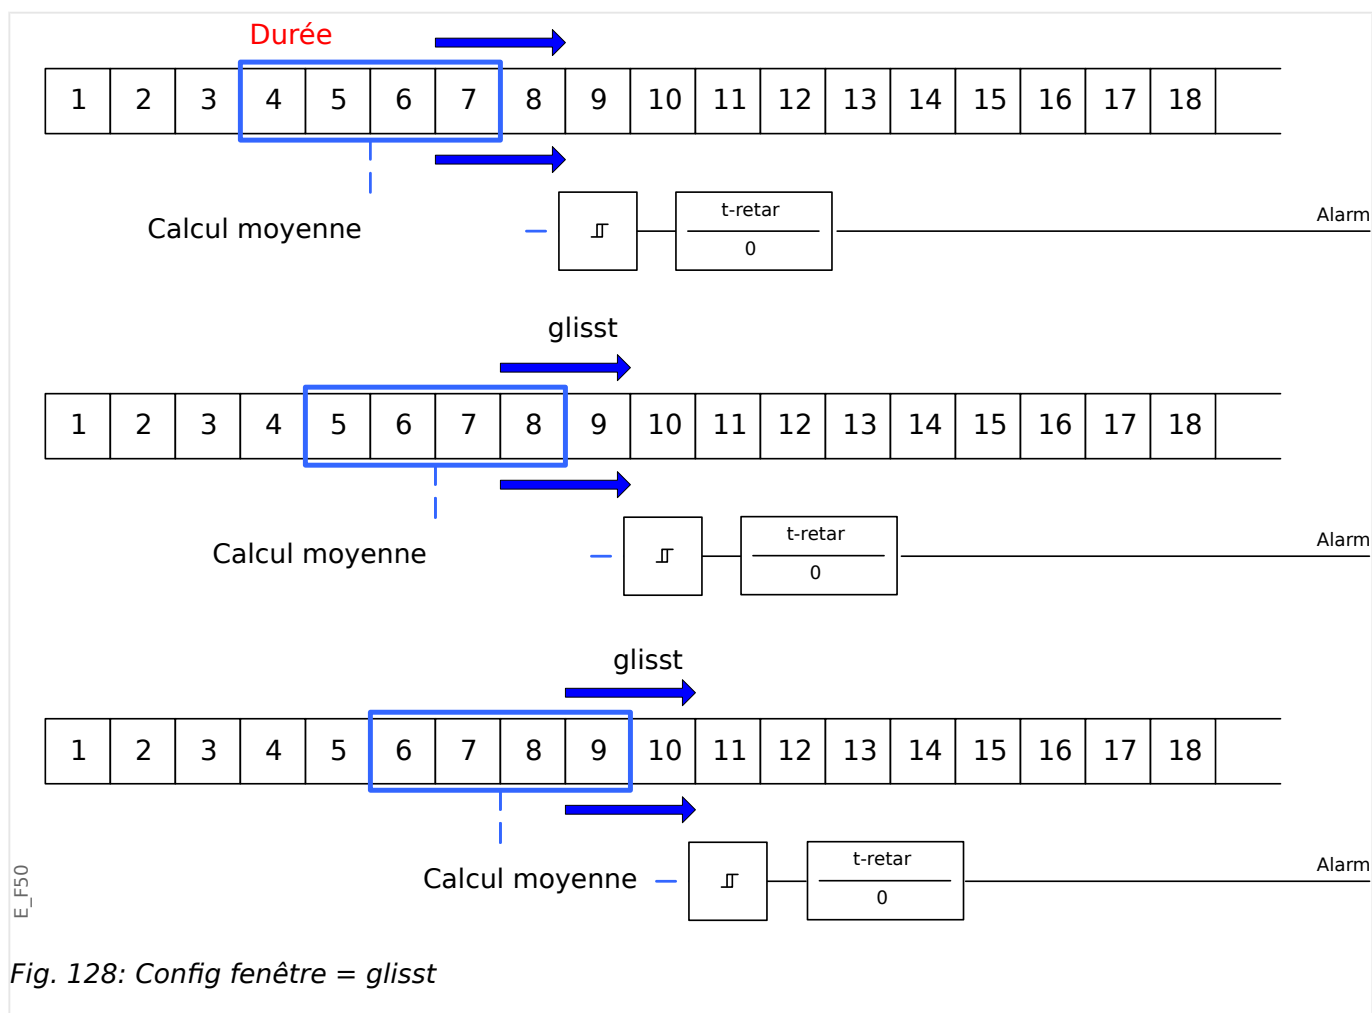 Durée
1 2 3 4 5 6 7 8 9 10 11 12 13 14 15 16 17 18
t-retar
Alarm
Calcul moyenne
0
glisst
1 2 3 4 5 6 7 8 9 10 11 12 13 14 15 16 17 18
t-retar
Alarm
Calcul moyenne
0
glisst
1 2 3 4 5 6 7 8 9 10 11 12 13 14 15 16 17 18
t-retar
Alarm
Calcul moyenne
0
E_F50
Fig. 128: Config fenêtre = glisst